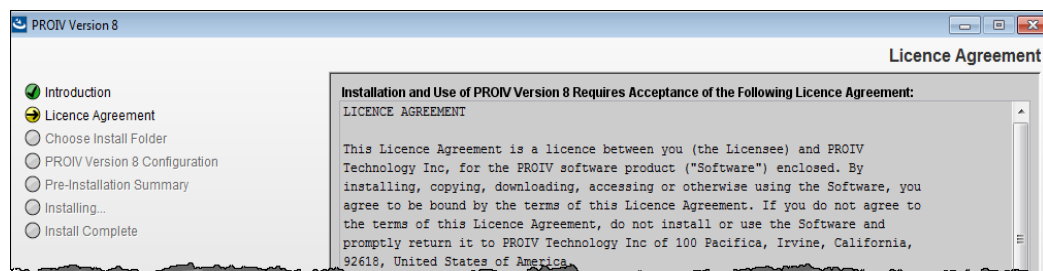 PROIV Version 8
Licence Agreement
Introduction
Licence Agreement
Choose Install Folder
PROIV Version 8 Configuration
Pre-Installation Summary
Installing...
Install Complete
Installation and Use of PROIV Version 8 Requires Acceptance of the Following Licence Agreement:
LICENCE AGREEMENT
This Licence Agreement is a licence between you (the Licensee) and PROIV
Technology Inc, for the PROIV software product ("Software") enclosed. By
installing, copying, downloading, accessing or otherwise using the Software, you
agree to be bound by the terms of this Licence Agreement. If you do not agree to
the terms of this Licence Agreement, do not install or use the Software and
promptly return it to PROIV Technology Inc of 100 Pacifica, Irvine, California,
92618, United States of America.